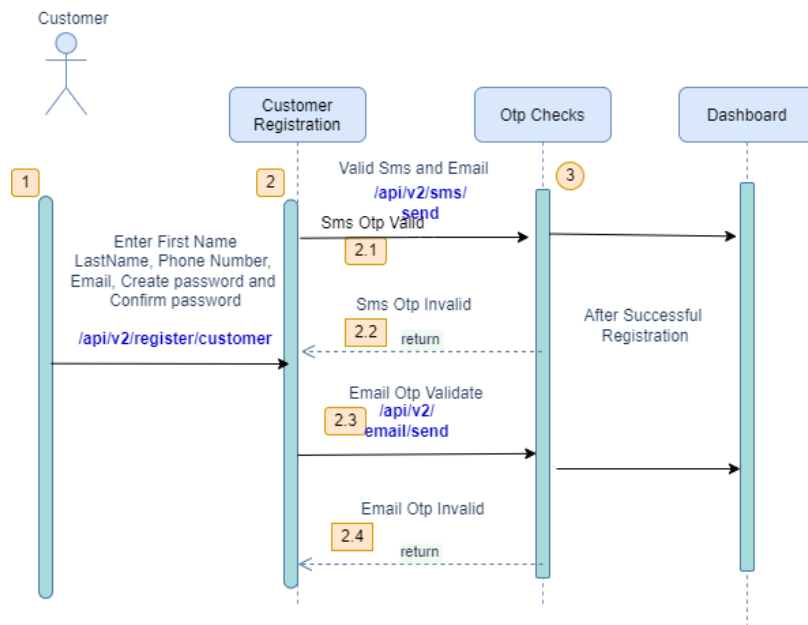 Customer
Customer
Registration
Otp Checks
Dashboard
1
2
Valid Sms and Email
3
/api/v2/sms/
send
Sms Otp Valid
2.1
Enter First Name
LastName, Phone Number,
Email, Create password and
Confirm password
/api/v2/register/customer
Sms Otp Invalid
2.2
return
After Successful
Registration
Email Otp Validate
/api/v2/
email/send
2.3
Email Otp Invalid
2.4
return